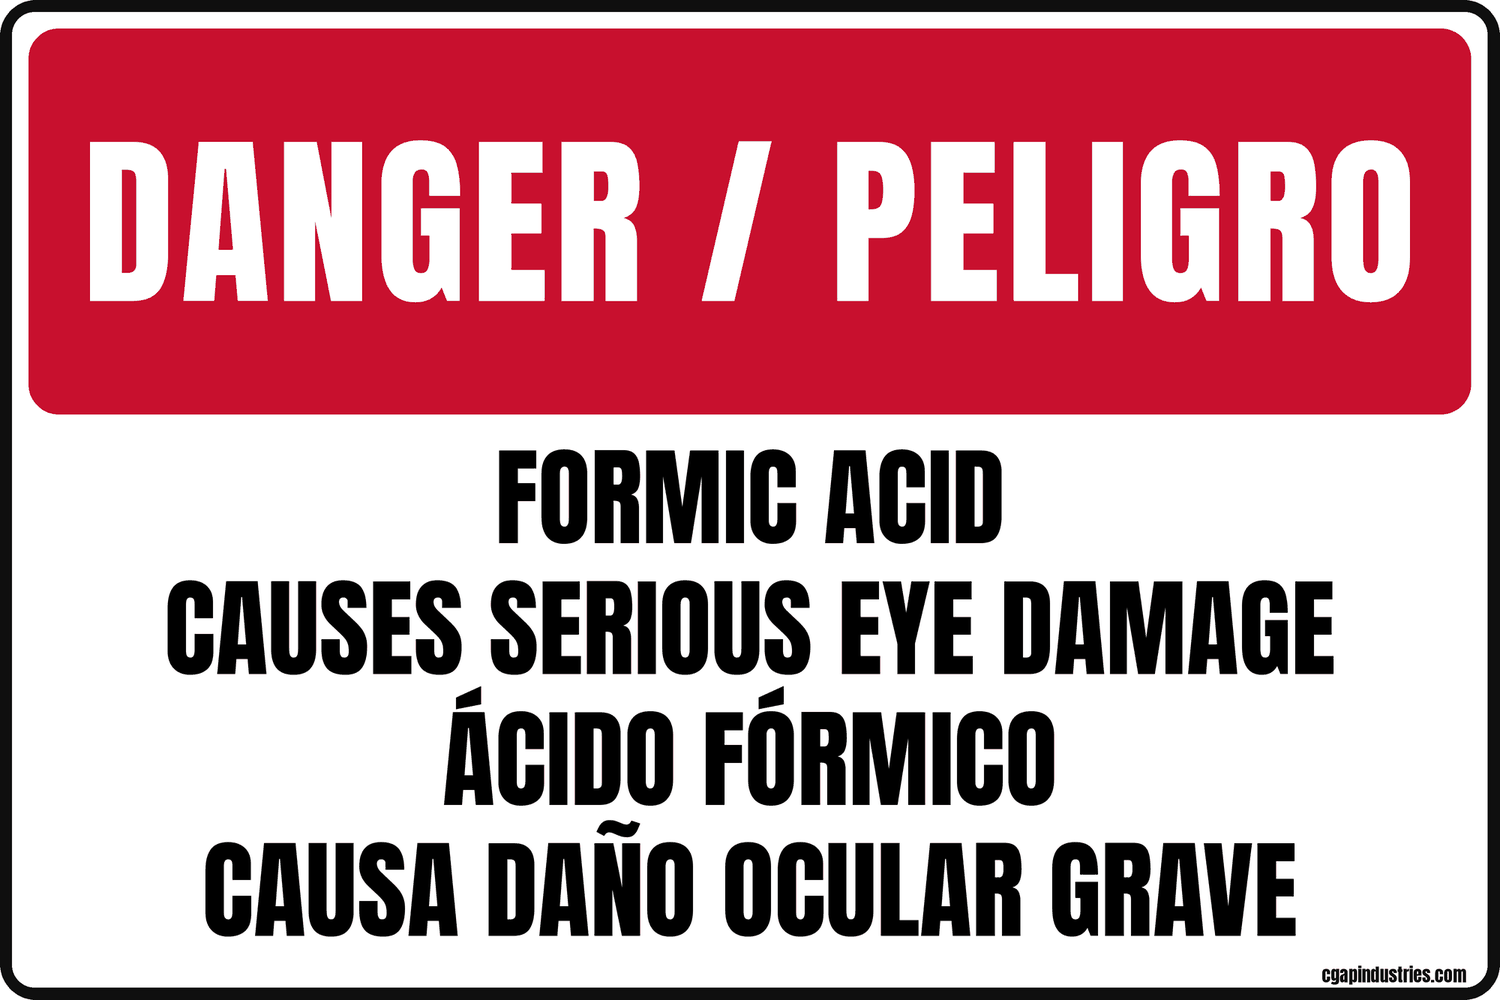 DANGER / PELIGRO
FORMIC ACID
CAUSES SERIOUS EYE DAMAGE
ÁCIDO FÓRMICO
CAUSA DAÑO OCULAR GRAVE
cgapindustries.com